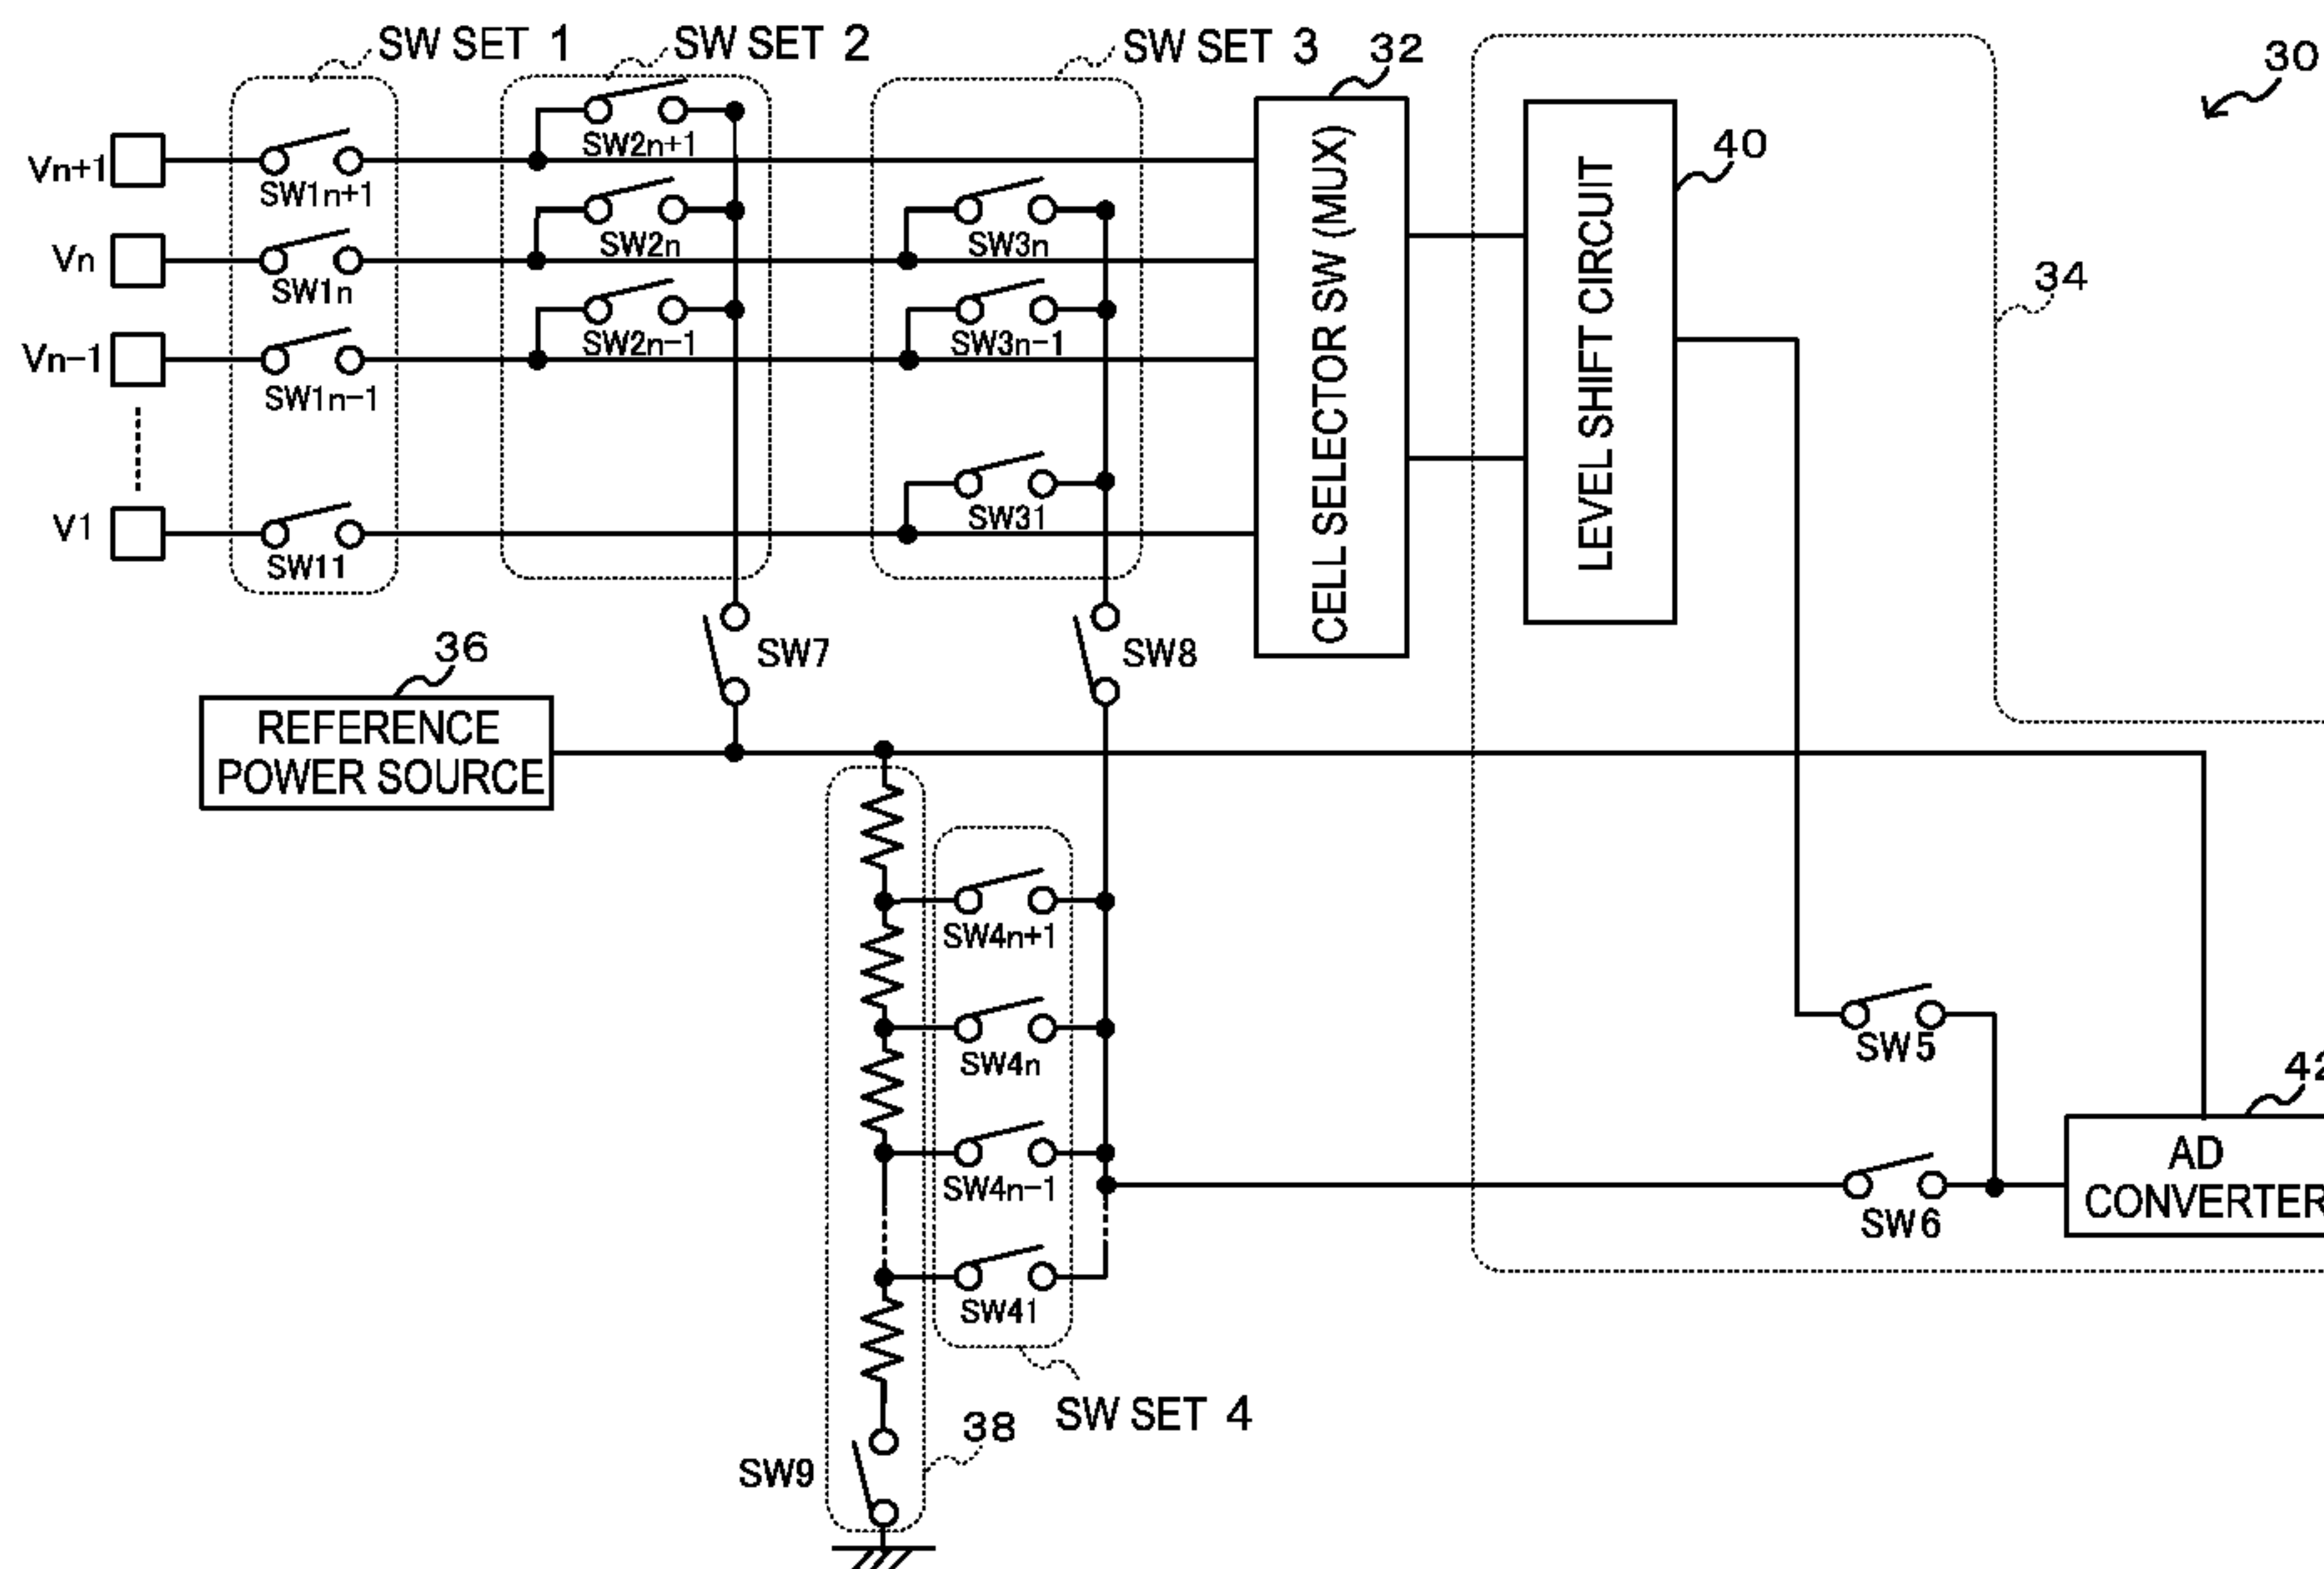 SW SET 1
SW SET 2
SW SET 3
32
30
Vn+1
SW1n+1
SW2n+1
40
Vn
SW1n
SW2n
SW3n
34
Vn-1
SW1n-1
SW2n-1
SW3n-1
V1
SW11
SW31
CELL SELECTOR SW (MUX)
LEVEL SHIFT CIRCUIT
SW7
SW8
36
REFERENCE
POWER SOURCE
SW4n+1
SW4n
SW4n-1
SW41
SW5
SW6
42
AD
CONVERTER
SW SET 4
38
SW9